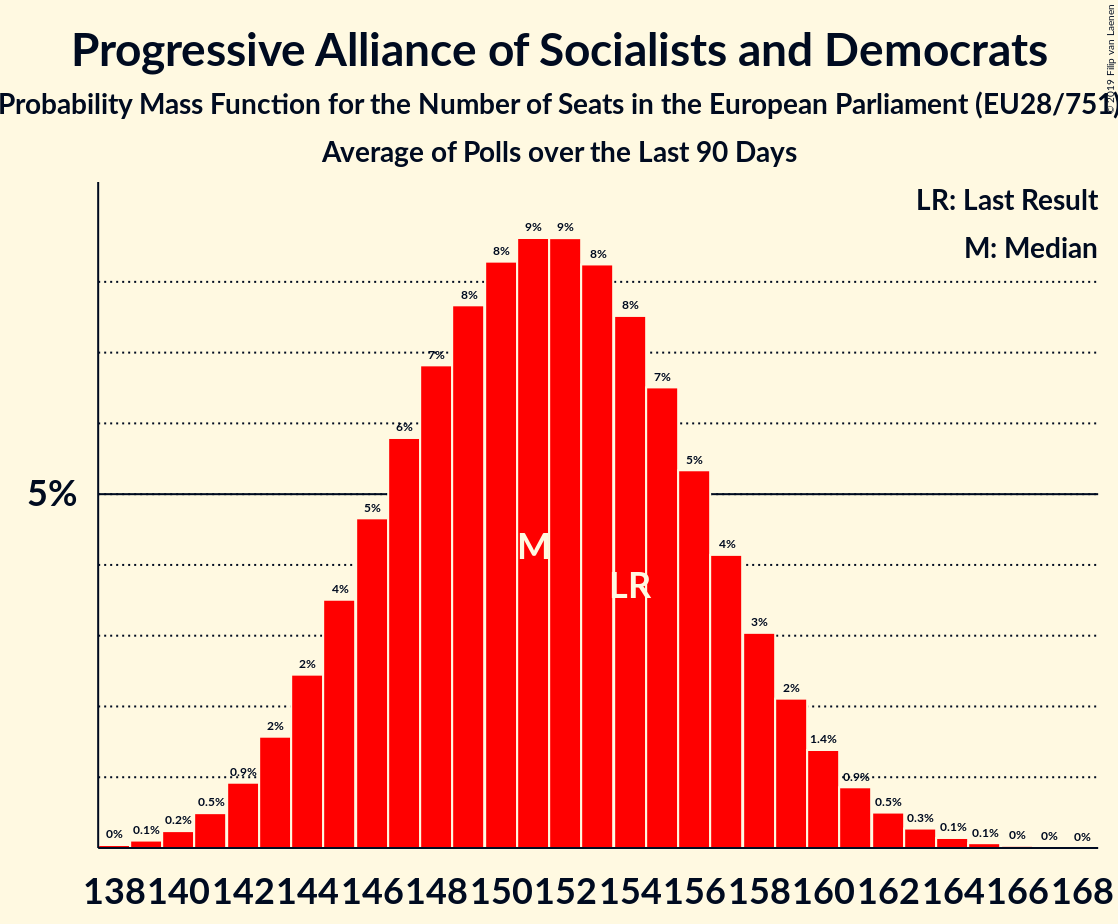 Progressive Alliance of Socialists and Democrats
Probability Mass Function for the Number of Seats in the European Parliament (EU28/751)
Average of Polls over the Last 90 Days
© 2019 Filip van Laenen
LR: Last Result
M: Median
5%
0% 0.1% 0.2% 0.5% 0.9% 2% 2% 4% 5% 6% 7% 8% 8% 9% 9% 8% 8% 7% 5% 4% 3% 2% 1.4% 0.9% 0.5% 0.3% 0.1% 0.1% 0% 0% 0%
M
LR
138 140 142 144 146 148 150 152 154 156 158 160 162 164 166 168